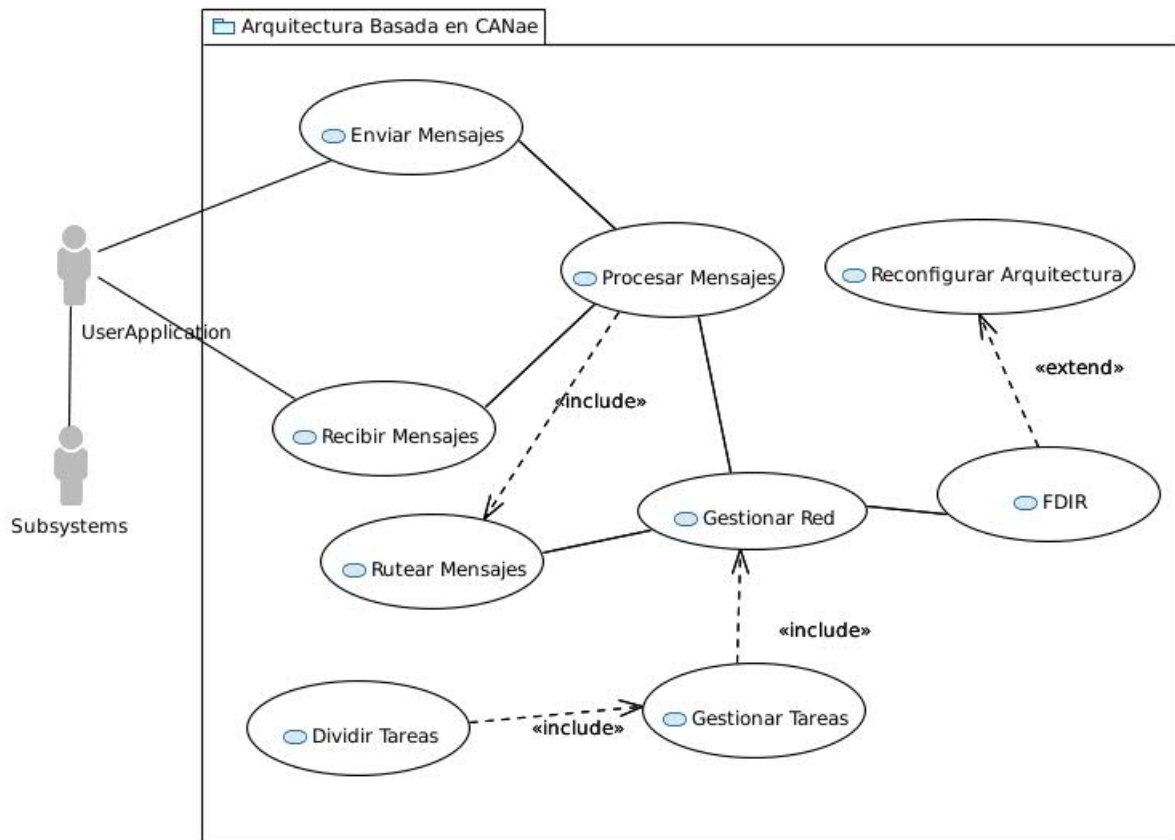 Arquitectura Basada en CANae
Enviar Mensajes
Procesar Mensajes
Reconfigurar Arquitectura
UserApplication
«extend»
«include»
Recibir Mensajes
Subsystems
Gestionar Red
FDIR
Rutear Mensajes
«include»
Dividir Tareas
«include»
Gestionar Tareas